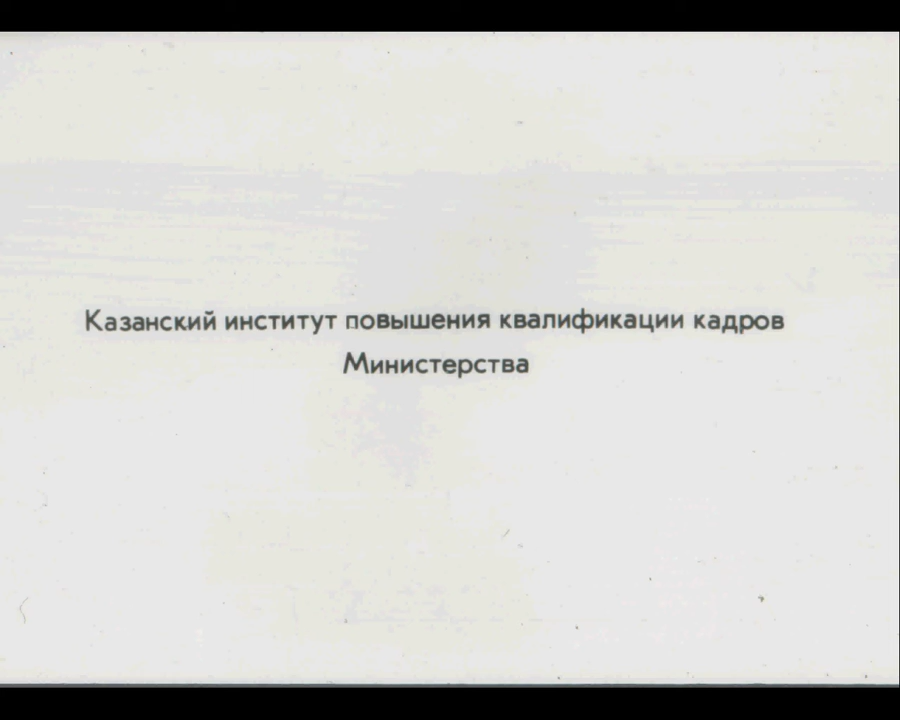 Казанский институт повышения квалификации кадров
Министерства